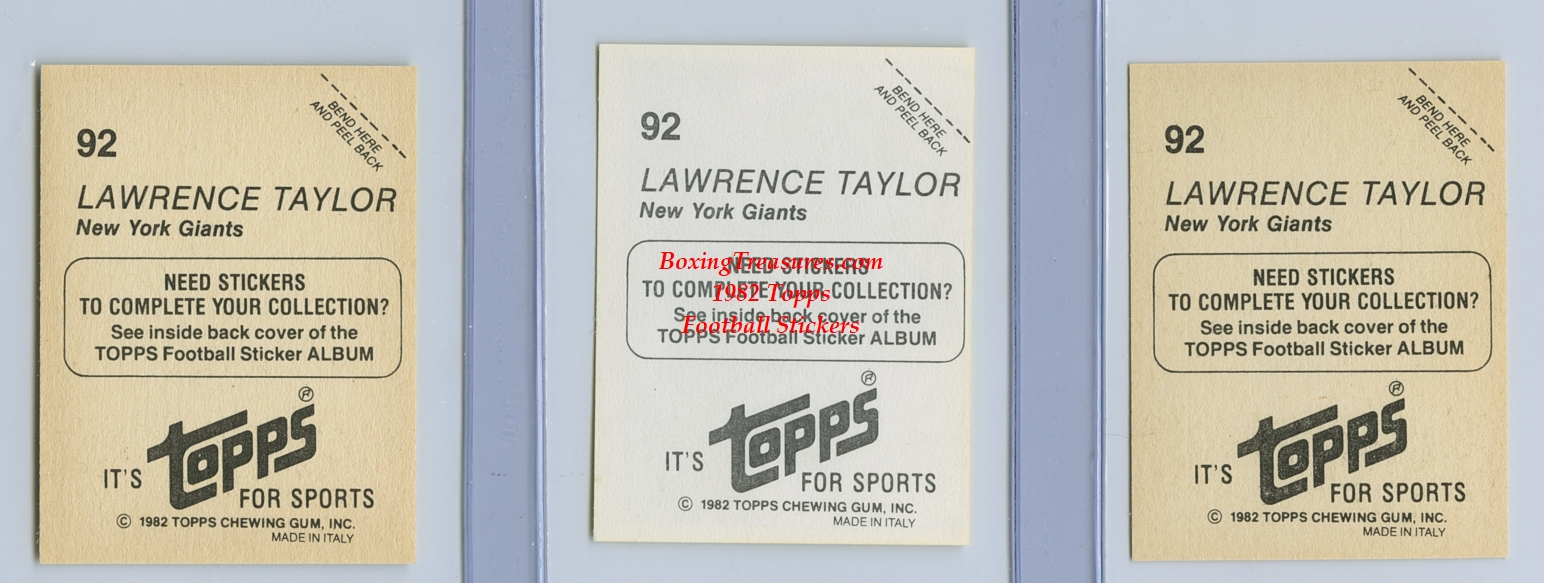 BEND HERE
AND PEEL BACK
92
LAWRENCE TAYLOR
New York Giants
NEED STICKERS
TO COMPLETE YOUR COLLECTION?
See inside back cover of the
TOPPS Football Sticker ALBUM
IT'S topps ®
FOR SPORTS
© 1982 TOPPS CHEWING GUM, INC.
MADE IN ITALY
BEND HERE
AND PEEL BACK
92
LAWRENCE TAYLOR
New York Giants
NEED STICKERS
TO COMPLETE YOUR COLLECTION?
See inside back cover of the
TOPPS Football Sticker ALBUM
BoxingTreasures.com
1982 Topps
Football Stickers
IT'S topps ®
FOR SPORTS
© 1982 TOPPS CHEWING GUM, INC.
MADE IN ITALY
BEND HERE
AND PEEL BACK
92
LAWRENCE TAYLOR
New York Giants
NEED STICKERS
TO COMPLETE YOUR COLLECTION?
See inside back cover of the
TOPPS Football Sticker ALBUM
IT'S topps ®
FOR SPORTS
© 1982 TOPPS CHEWING GUM, INC.
MADE IN ITALY